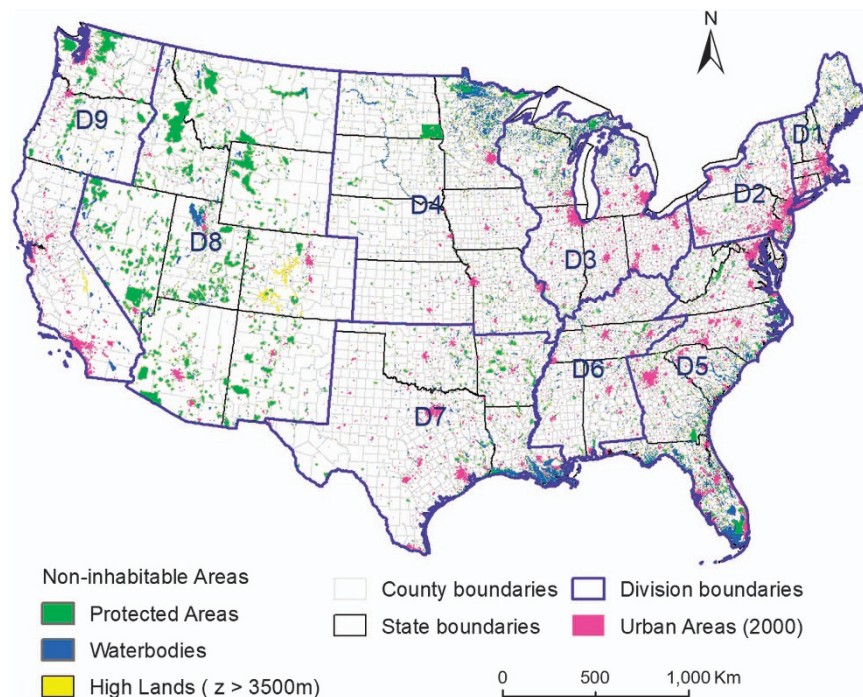 N
D1
D9
D2
D4
D8
D3
D6
D5
D7
Non-inhabitable Areas
Protected Areas
Waterbodies
High Lands ( z > 3500m)
County boundaries
State boundaries
Division boundaries
Urban Areas (2000)
0 500 1,000 Km